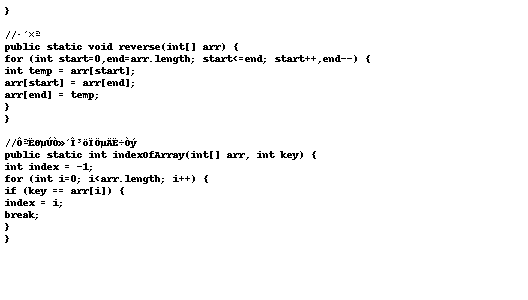 }
//·´×ª
public static void reverse(int[] arr) {
for (int start=0,end=arr.length; start<=end; start++,end--) {
int temp = arr[start];
arr[start] = arr[end];
arr[end] = temp;
}
}
//ÔªËØµÚÒ»´Î³öÏÖµÄË÷Òý
public static int indexOfArray(int[] arr, int key) {
int index = -1;
for (int i=0; i<arr.length; i++) {
if (key == arr[i]) {
index = i;
break;
}
}